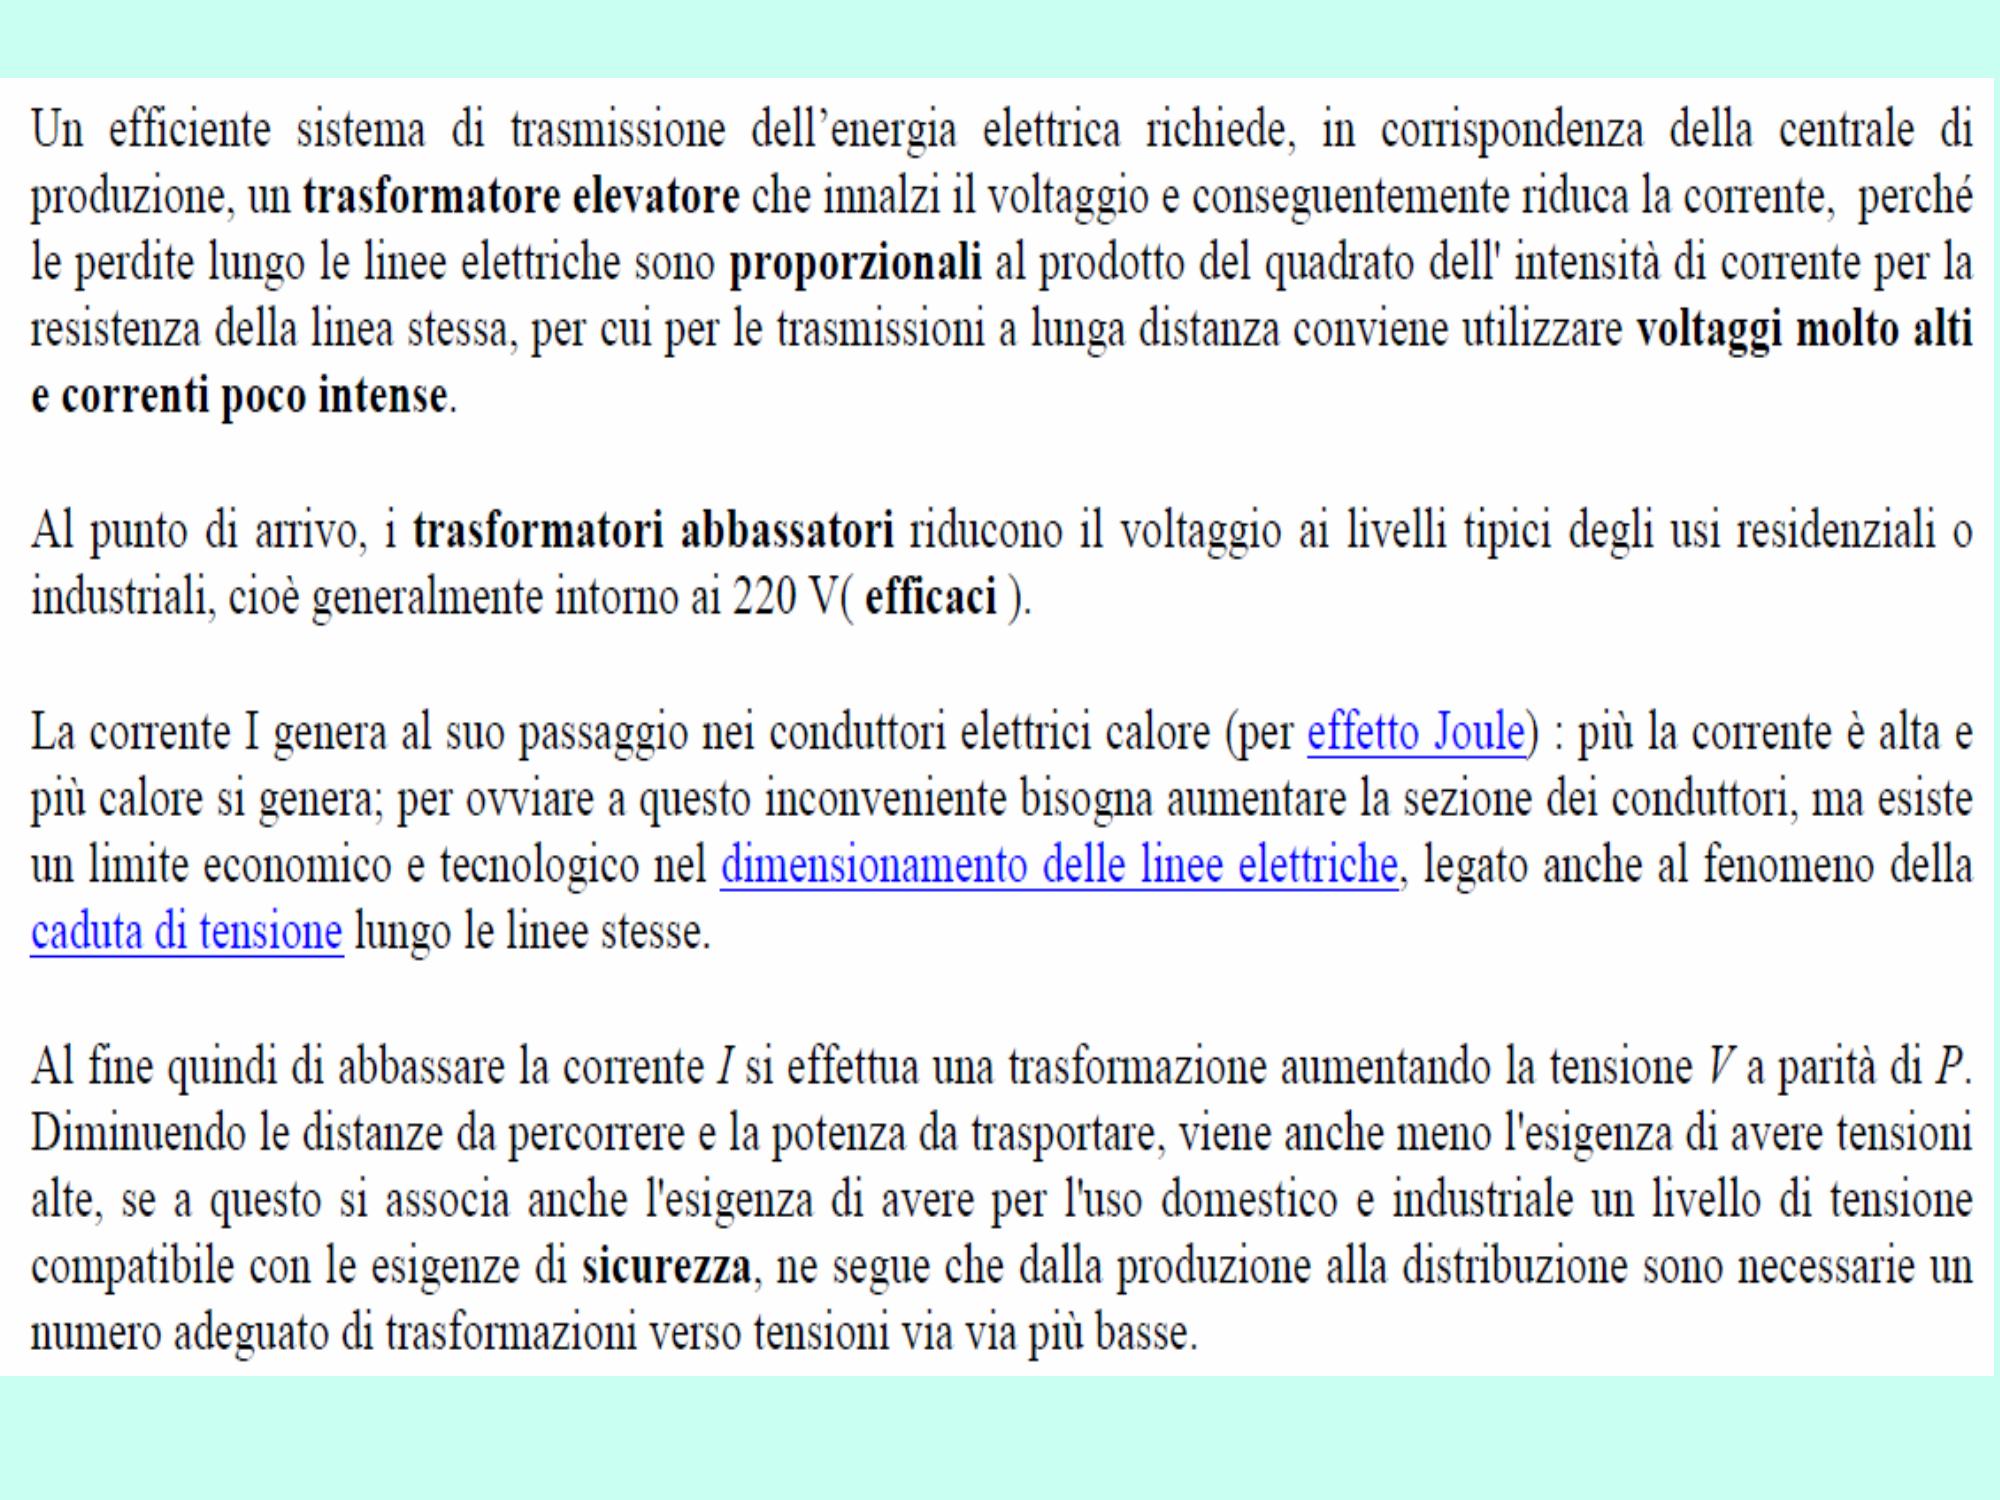 Un efficiente sistema di trasmissione dell’energia elettrica richiede, in corrispondenza della centrale di
produzione, un trasformatore elevatore che innalzi il voltaggio e conseguentemente riduca la corrente, perché
le perdite lungo le linee elettriche sono proporzionali al prodotto del quadrato dell' intensità di corrente per la
resistenza della linea stessa, per cui per le trasmissioni a lunga distanza conviene utilizzare voltaggi molto alti
e correnti poco intense.
Al punto di arrivo, i trasformatori abbassatori riducono il voltaggio ai livelli tipici degli usi residenziali o
industriali, cioè generalmente intorno ai 220 V( efficaci ).
La corrente I genera al suo passaggio nei conduttori elettrici calore (per effetto Joule) : più la corrente è alta e
più calore si genera; per ovviare a questo inconveniente bisogna aumentare la sezione dei conduttori, ma esiste
un limite economico e tecnologico nel dimensionamento delle linee elettriche, legato anche al fenomeno della
caduta di tensione lungo le linee stesse.
Al fine quindi di abbassare la corrente I si effettua una trasformazione aumentando la tensione V a parità di P.
Diminuendo le distanze da percorrere e la potenza da trasportare, viene anche meno l'esigenza di avere tensioni
alte, se a questo si associa anche l'esigenza di avere per l'uso domestico e industriale un livello di tensione
compatibile con le esigenze di sicurezza, ne segue che dalla produzione alla distribuzione sono necessarie un
numero adeguato di trasformazioni verso tensioni via via più basse.